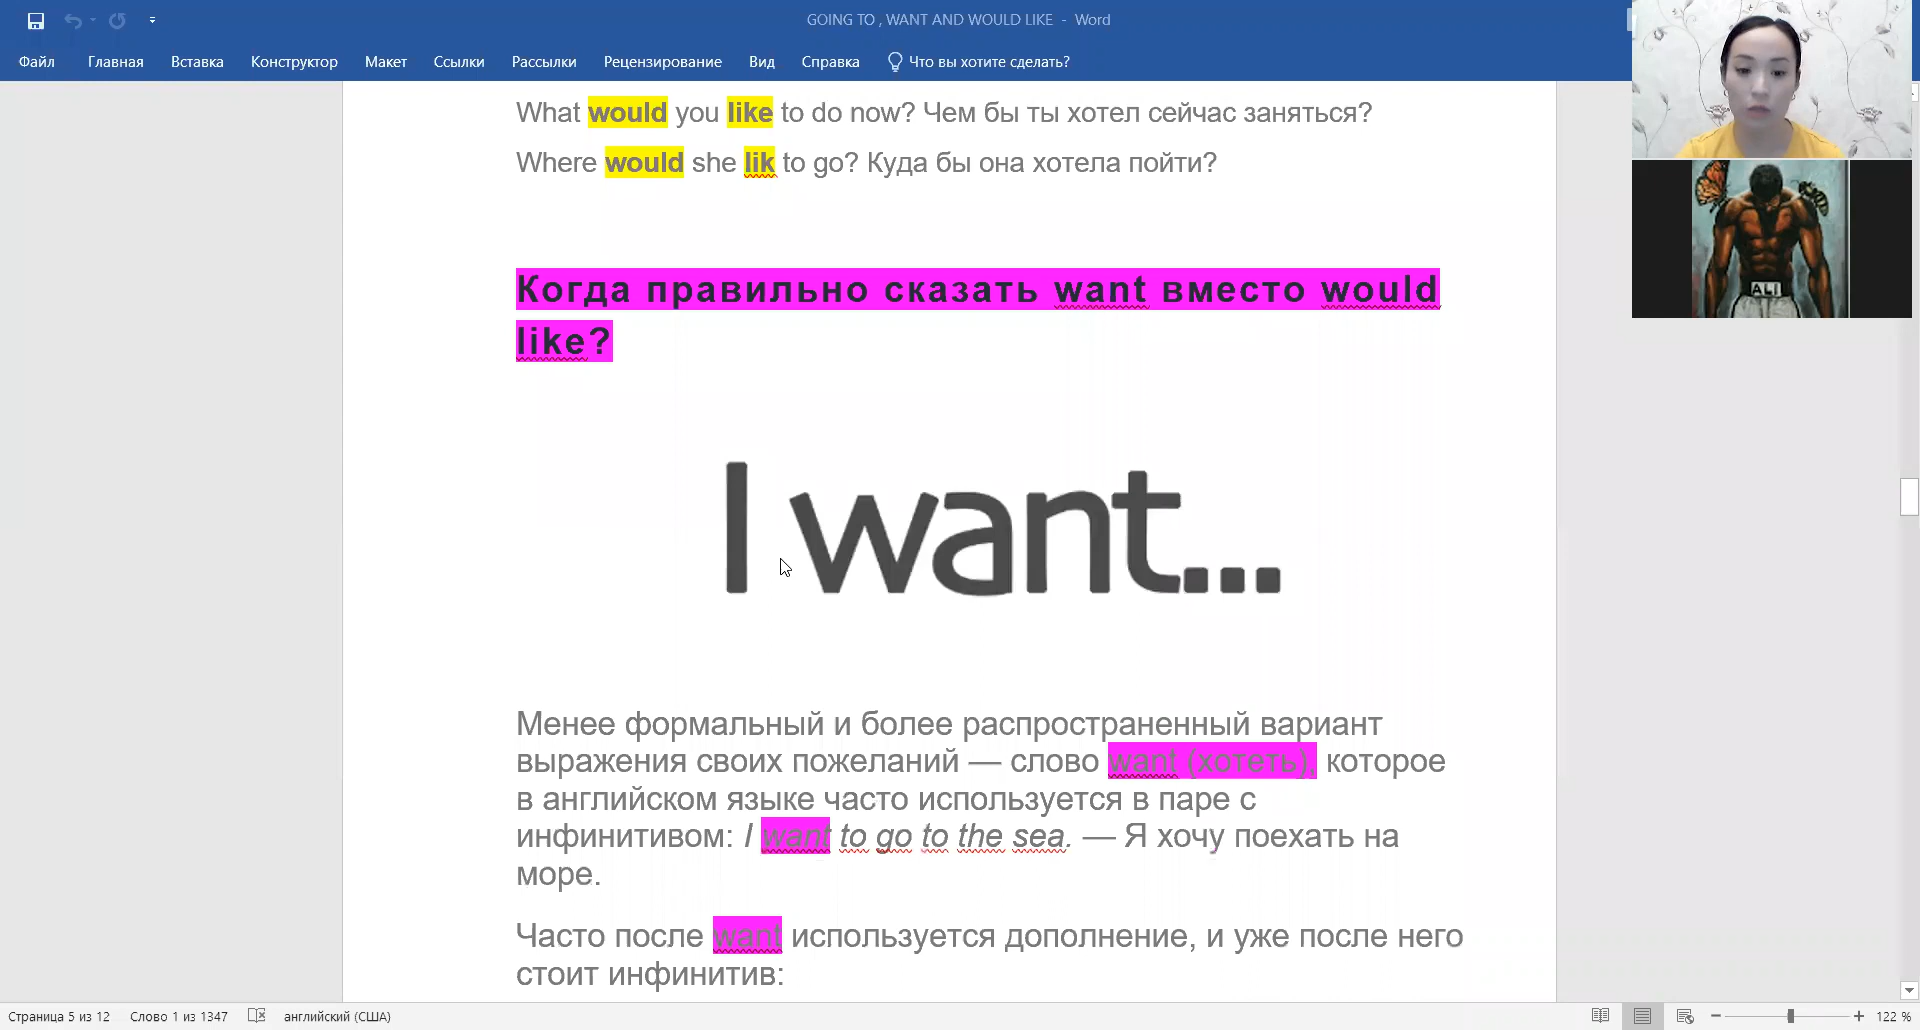 GOING TO , WANT AND WOULD LIKE - Word
Файл Главная Вставка Конструктор Макет Ссылки Рассылки Рецензирование Вид Справка Что вы хотите сделать?
What would you like to do now? Чем бы ты хотел сейчас заняться?
Where would she lik to go? Куда бы она хотела пойти?
Когда правильно сказать want вместо would
like?
I want...
Менее формальный и более распространенный вариант
выражения своих пожеланий — слово want (хотеть), которое
в английском языке часто используется в паре с
инфинитивом: I want to go to the sea. — Я хочу поехать на
море.
Часто после want используется дополнение, и уже после него
стоит инфинитив:
ALI
Страница 5 из 12 Слово 1 из 1347 английский (США) 122 %